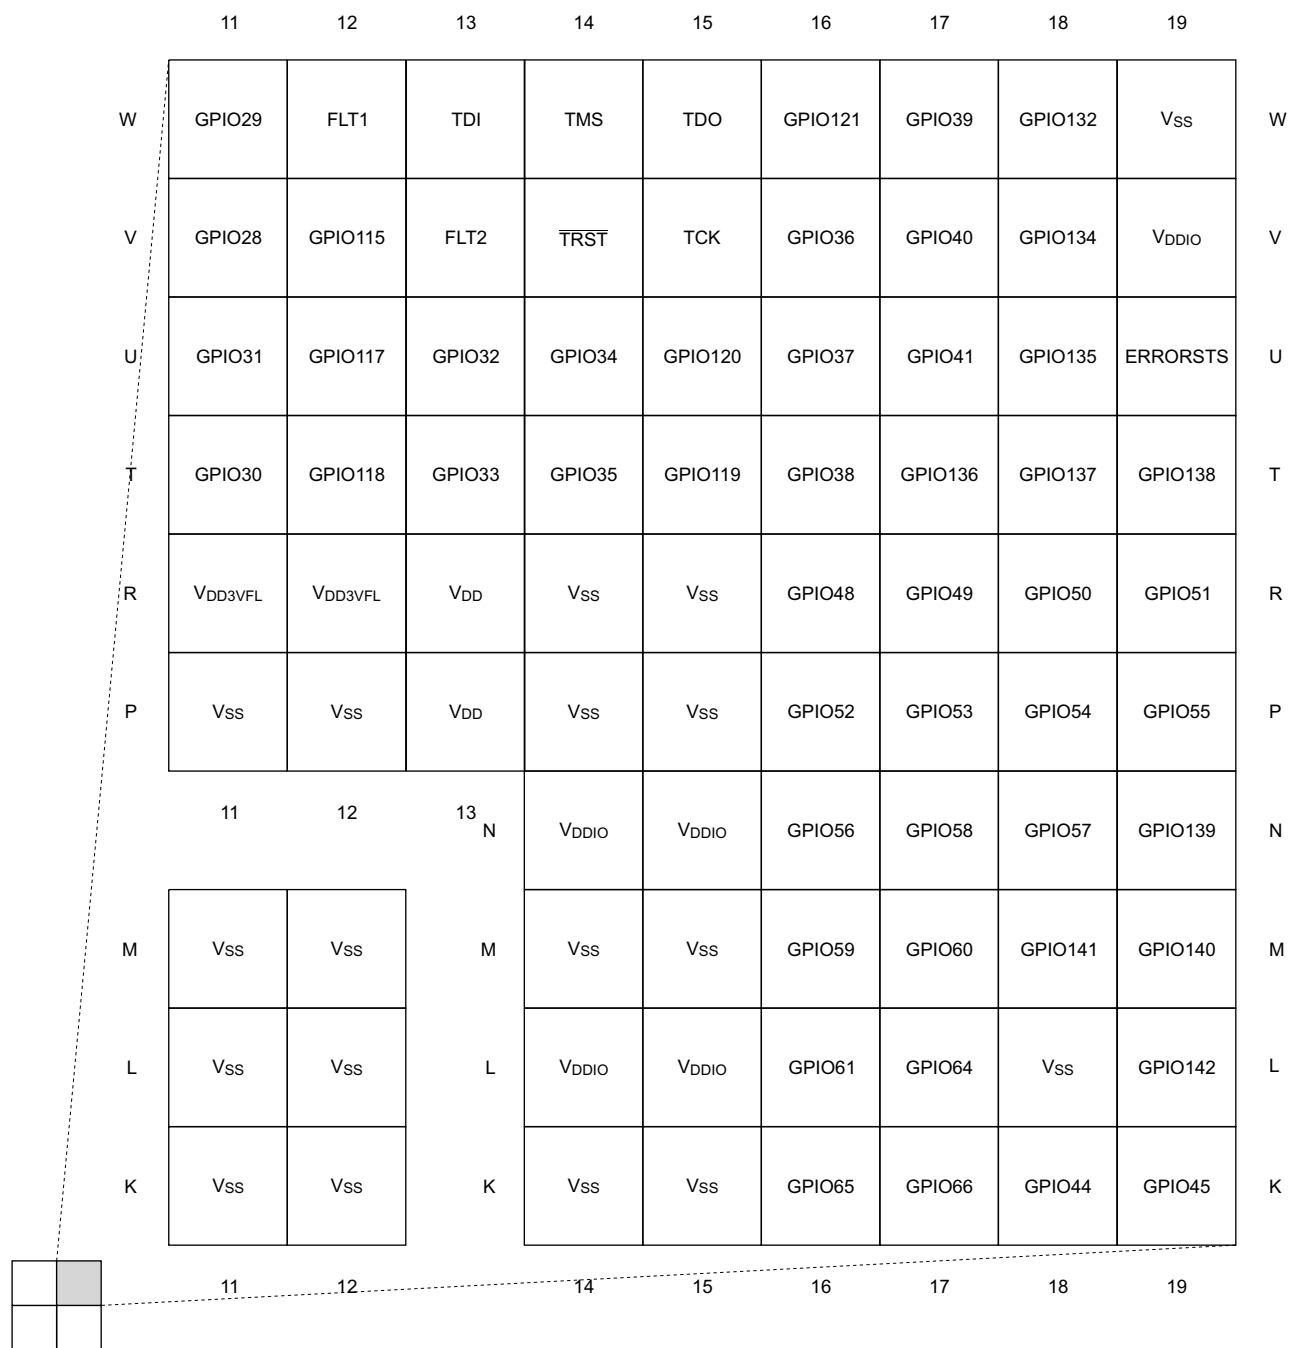 11 12 13 14 15 16 17 18 19
W GPIO29 FLT1 TDI TMS TDO GPIO121 GPIO39 GPIO132 VSS W
V GPIO28 GPIO115 FLT2 T̅R̅S̅T̅ TCK GPIO36 GPIO40 GPIO134 VDDIO V
U GPIO31 GPIO117 GPIO32 GPIO34 GPIO120 GPIO37 GPIO41 GPIO135 ERRORSTS U
T GPIO30 GPIO118 GPIO33 GPIO35 GPIO119 GPIO38 GPIO136 GPIO137 GPIO138 T
R VDD3VFL VDD3VFL VDD VSS VSS GPIO48 GPIO49 GPIO50 GPIO51 R
P VSS VSS VDD VSS VSS GPIO52 GPIO53 GPIO54 GPIO55 P
11 12 13
N VDDIO VDDIO GPIO56 GPIO58 GPIO57 GPIO139 N
M VSS VSS M VSS VSS GPIO59 GPIO60 GPIO141 GPIO140 M
L VSS VSS L VDDIO VDDIO GPIO61 GPIO64 VSS GPIO142 L
K VSS VSS K VSS VSS GPIO65 GPIO66 GPIO44 GPIO45 K
11 12 14 15 16 17 18 19